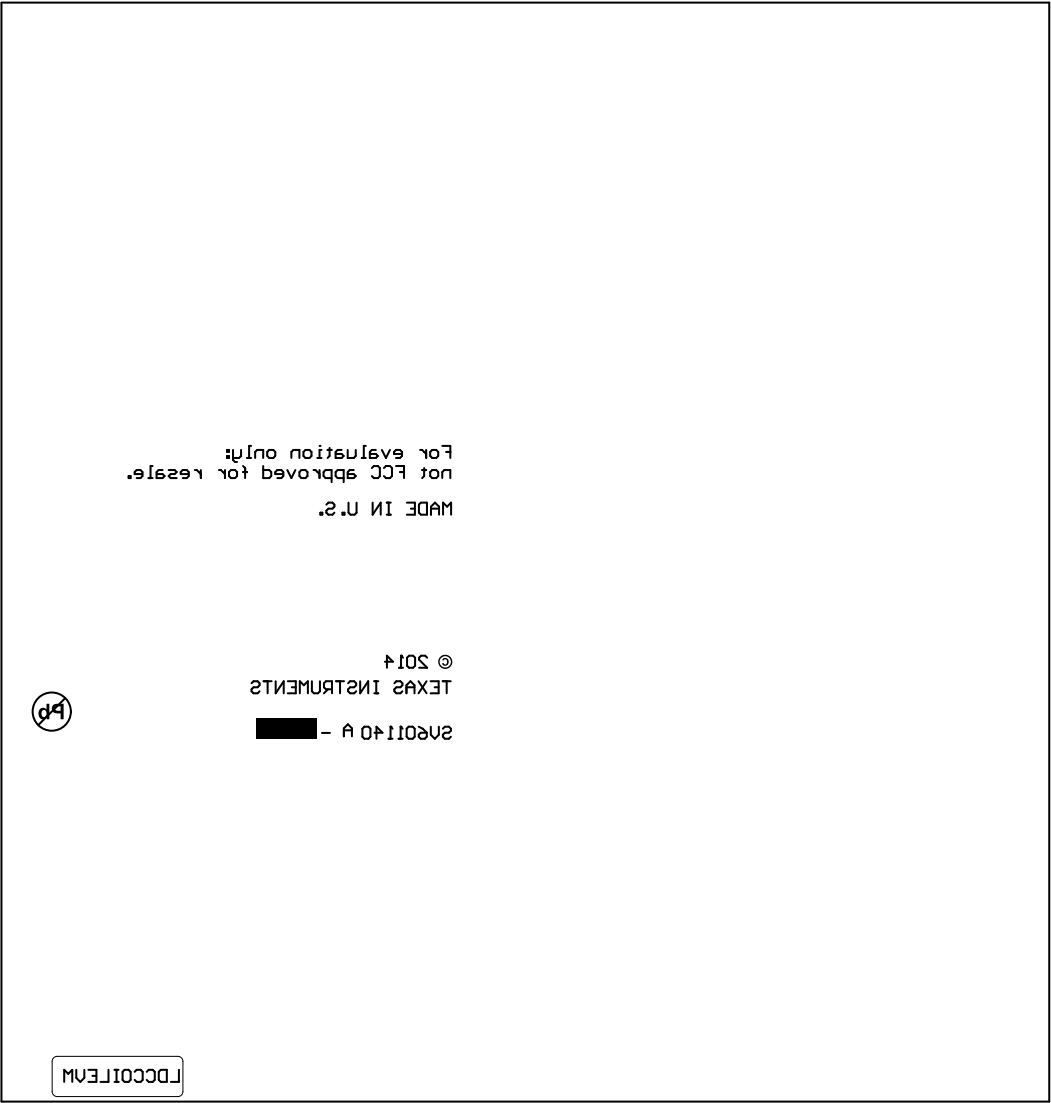 For evaluation only:
not FCC approved for resale.
MADE IN U.S.
© 2014
TEXAS INSTRUMENTS
Pb
SV601140 A -
LDCCOILEVM